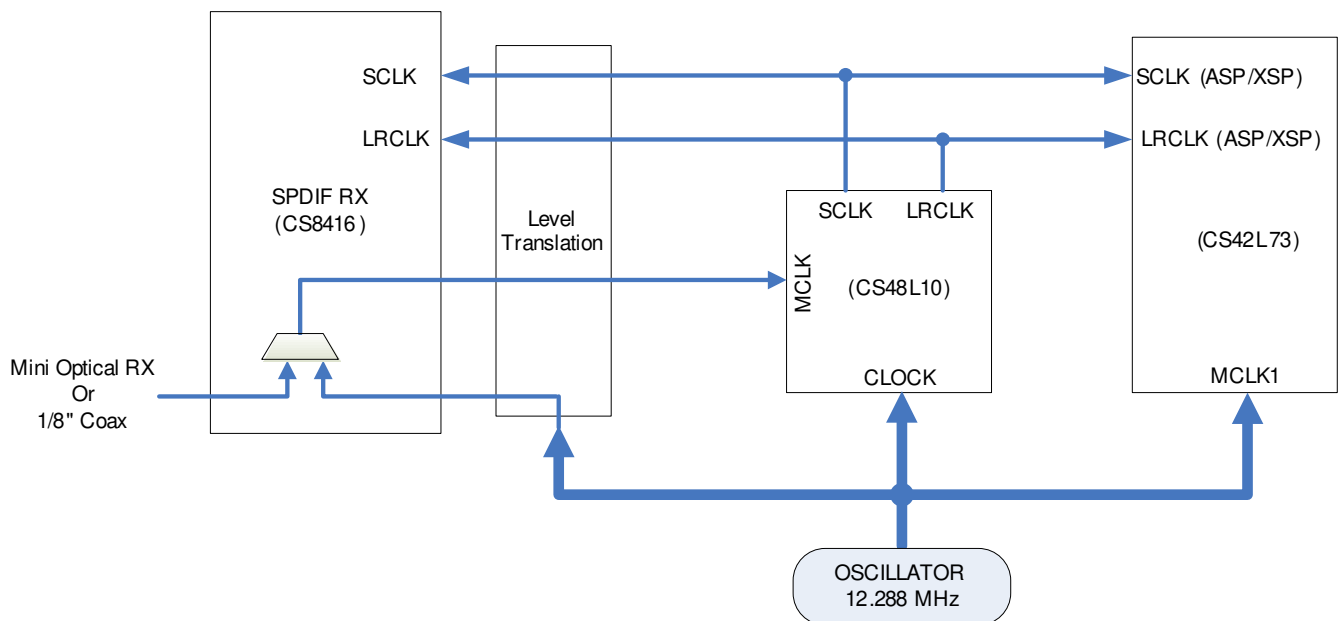 SCLK
SCLK (ASP/XSP)
LRCLK
LRCLK (ASP/XSP)
SPDIF RX
(CS8416)
Level
Translation
SCLK
LRCLK
MCLK
(CS48L10)
(CS42L73)
Mini Optical RX
Or
1/8" Coax
CLOCK
MCLK1
OSCILLATOR
12.288 MHz